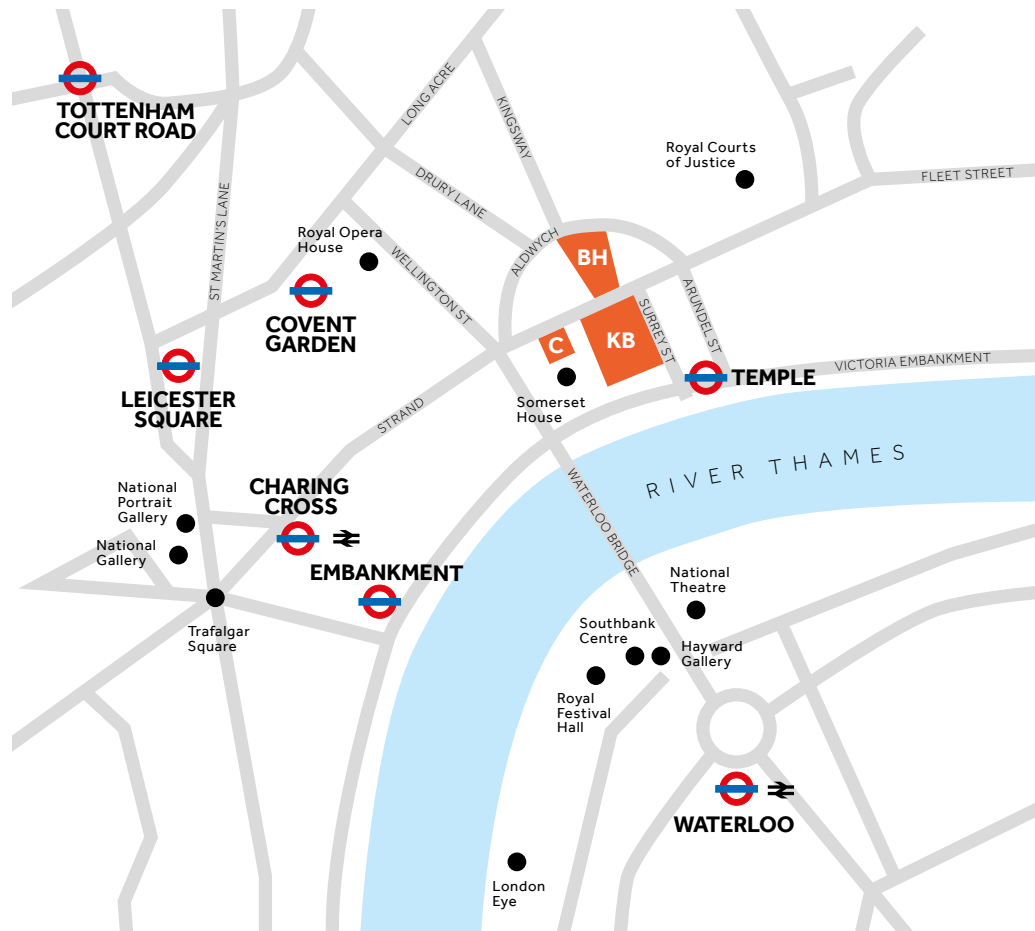 TOTTENHAM
COURT ROAD
LONG ACRE
KINGSWAY
Royal Courts
of Justice
FLEET STREET
DRURY LANE
ST MARTIN'S LANE
Royal Opera
House
WELLINGTON ST
ALDWYCH
BH
ARUNDEL ST
SURREY ST
COVENT
GARDEN
C
KB
LEICESTER
SQUARE
Somerset
House
TEMPLE
VICTORIA EMBANKMENT
STRAND
RIVER THAMES
WATERLOO BRIDGE
CHARING
CROSS
National
Portrait
Gallery
National
Gallery
EMBANKMENT
Trafalgar
Square
National
Theatre
Southbank
Centre
Hayward
Gallery
Royal
Festival
Hall
WATERLOO
London
Eye